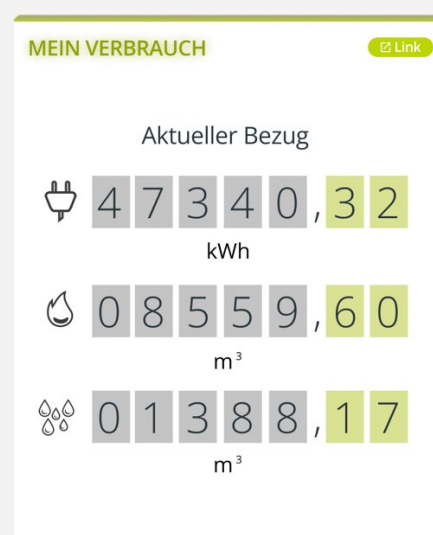 MEIN VERBRAUCH
Link
Aktueller Bezug
47340,32
kWh
08559,60
m³
01388,17
m³